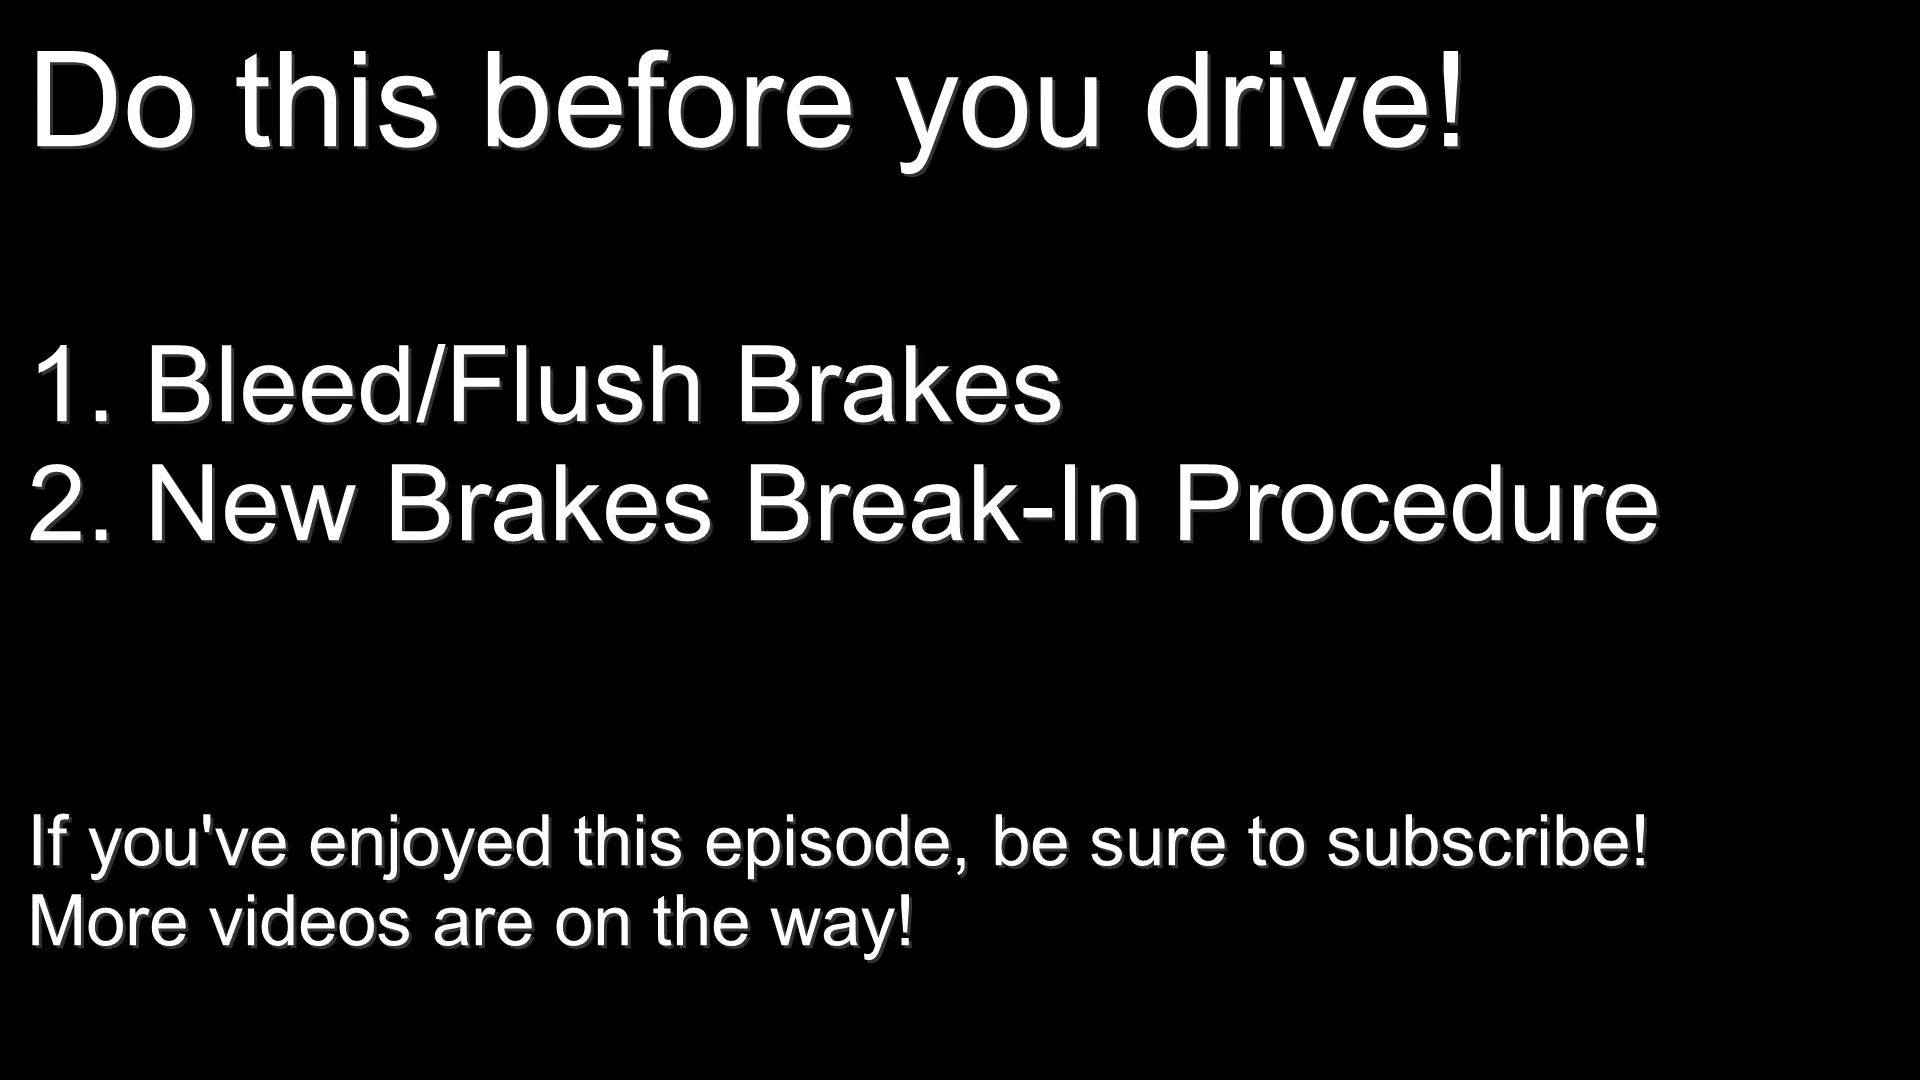 Do this before you drive!
1. Bleed/Flush Brakes
2. New Brakes Break-In Procedure
If you've enjoyed this episode, be sure to subscribe!
More videos are on the way!